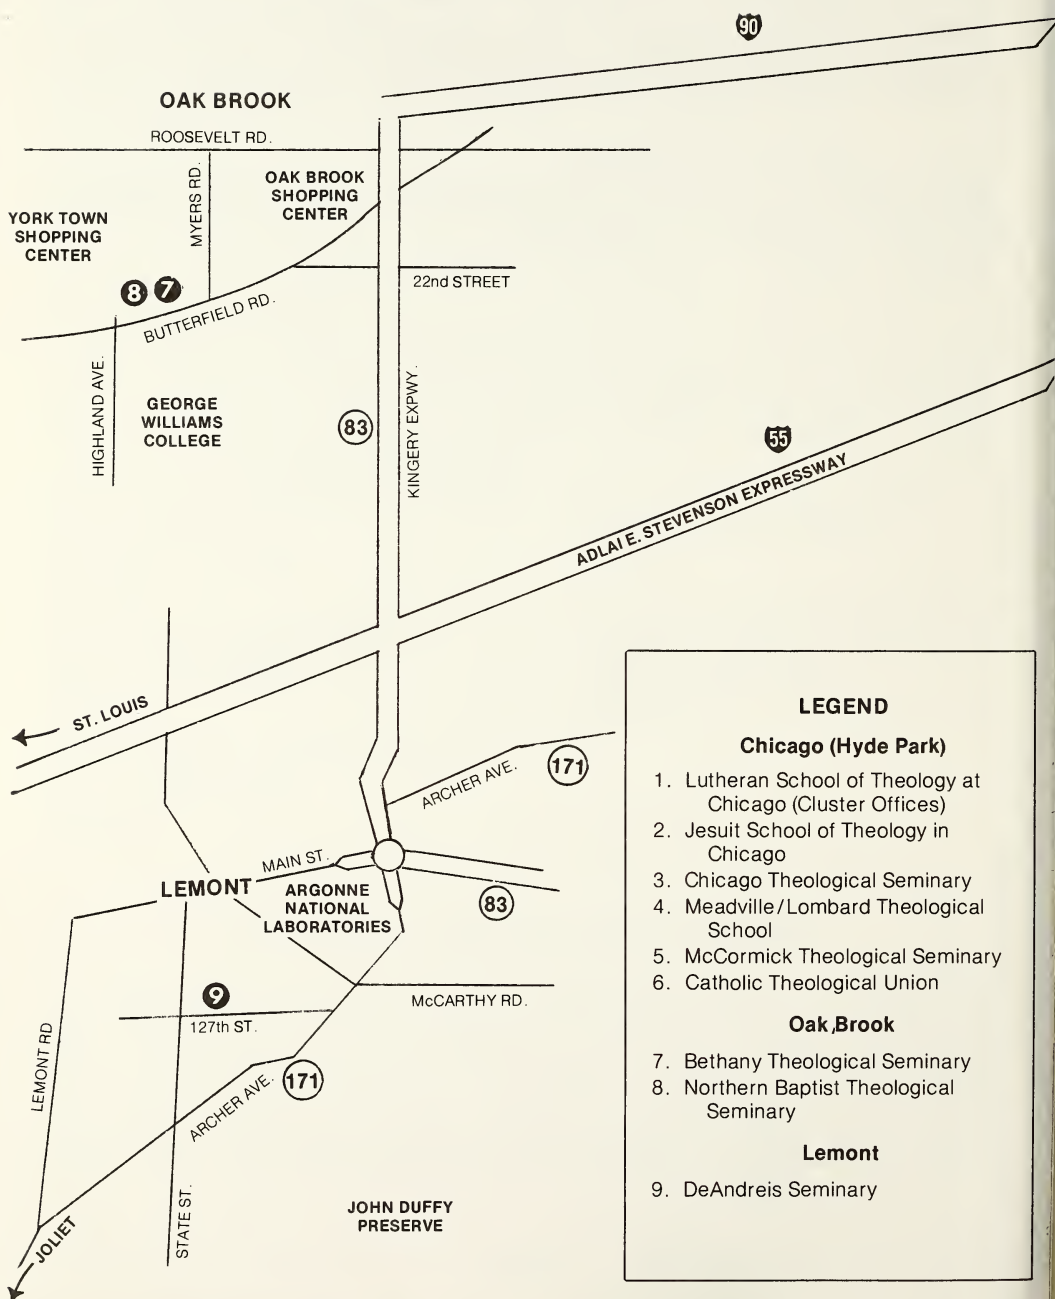 90
OAK BROOK
ROOSEVELT RD.
MYERS RD.
OAK BROOK
SHOPPING
CENTER
YORK TOWN
SHOPPING
CENTER
8 7
BUTTERFIELD RD.
22nd STREET
HIGHLAND AVE.
GEORGE
WILLIAMS
COLLEGE
83
KINGERY EXPWY.
55
ADLAI E. STEVENSON EXPRESSWAY
ST. LOUIS
ARCHER AVE.
171
MAIN ST.
LEMONT
ARGONNE
NATIONAL
LABORATORIES
83
9
127th ST.
McCARTHY RD.
LEMONT RD
ARCHER AVE.
171
STATE ST.
JOLIET
JOHN DUFFY
PRESERVE
LEGEND
Chicago (Hyde Park)
1. Lutheran School of Theology at
Chicago (Cluster Offices)
2. Jesuit School of Theology in
Chicago
3. Chicago Theological Seminary
4. Meadville/Lombard Theological
School
5. McCormick Theological Seminary
6. Catholic Theological Union
Oak Brook
7. Bethany Theological Seminary
8. Northern Baptist Theological
Seminary
Lemont
9. DeAndreis Seminary